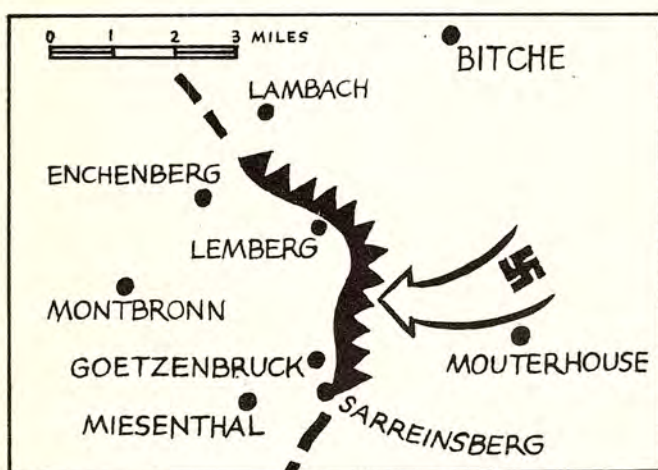 0 1 2 3 MILES
BITCHE
LAMBACH
ENCHENBERG
LEMBERG
MONTBRONN
GOETZENBRUCK
MOUTERHOUSE
MIESENTHAL
SARREINSBERG